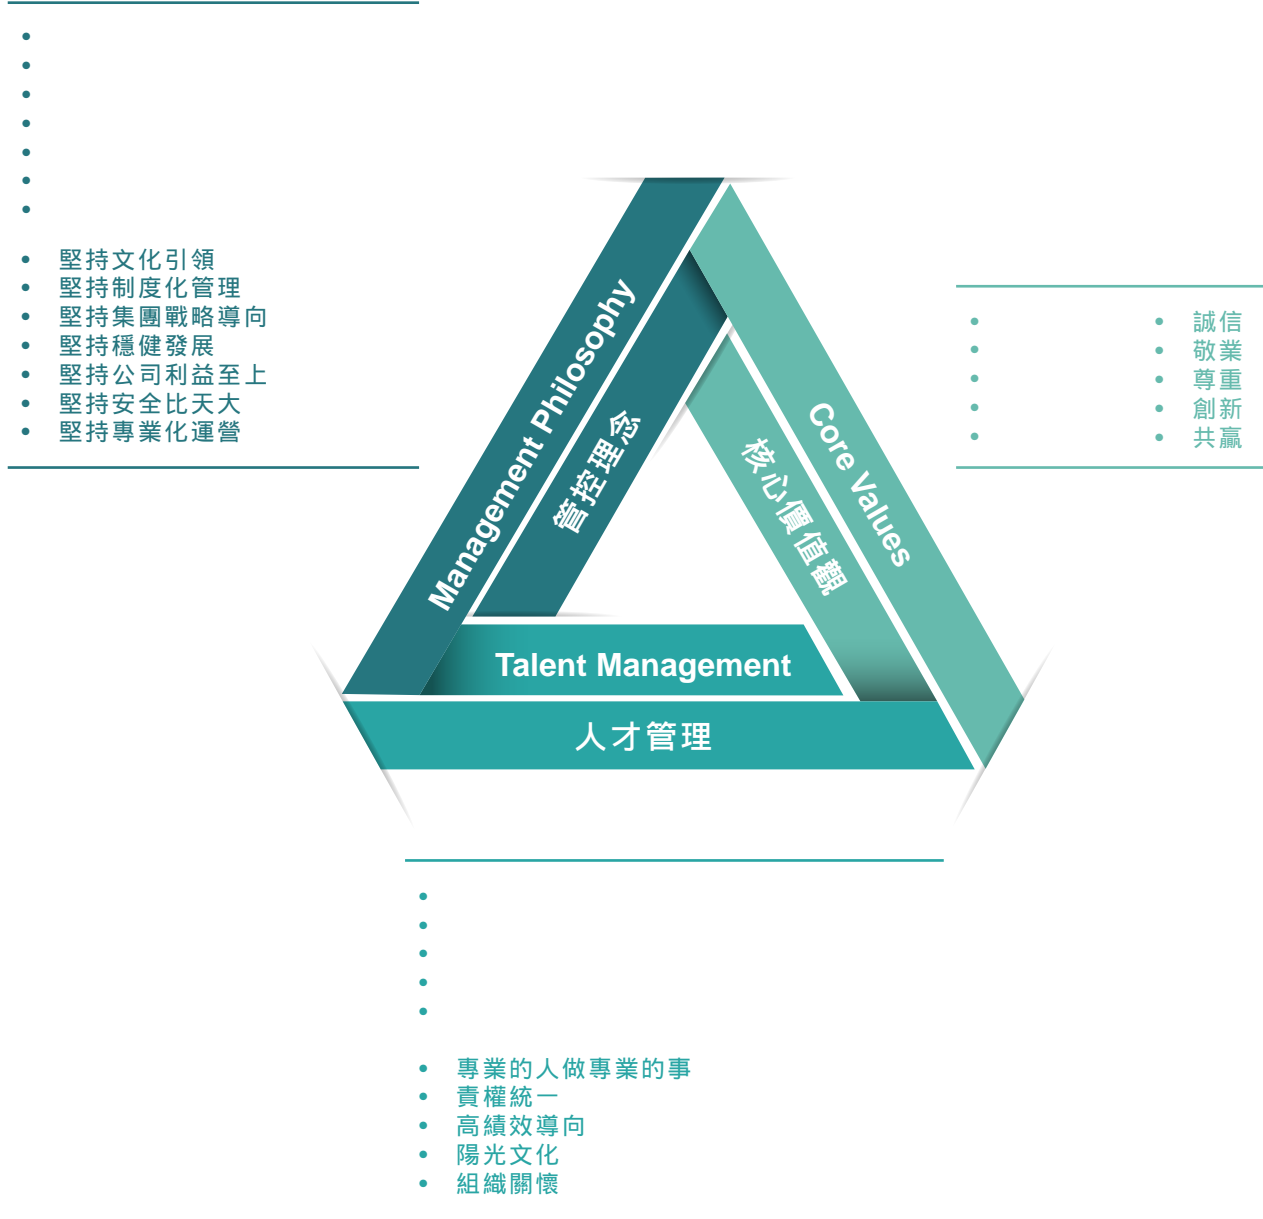 堅持文化引領
堅持制度化管理
堅持集團戰略導向
堅持穩健發展
堅持公司利益至上
堅持安全比天大
堅持專業化運營
Management Philosophy
管控理念
Core Values
核心價值觀
誠信
敬業
尊重
創新
共贏
Talent Management
人才管理
專業的人做專業的事
責權統一
高績效導向
陽光文化
組織關懷